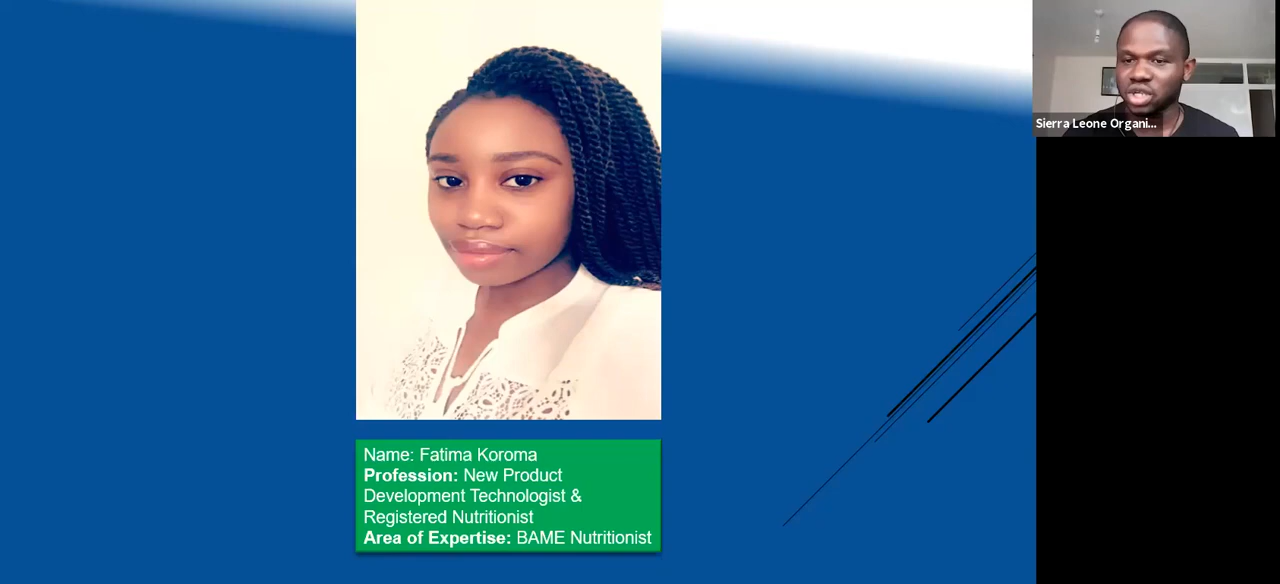 Sierra Leone Organi...
Name: Fatima Koroma
Profession: New Product
Development Technologist &
Registered Nutritionist
Area of Expertise: BAME Nutritionist